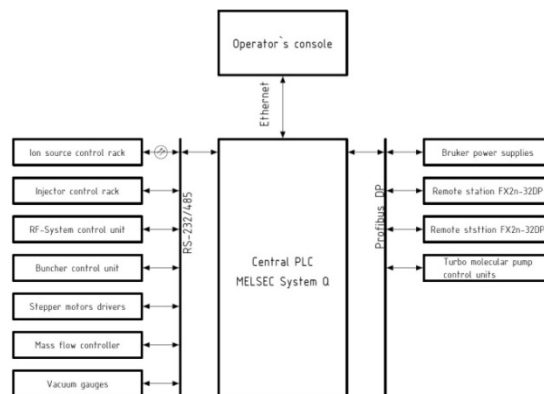 Operator`s console
Ethernet
Ion source control rack
Injector control rack
RF-System control unit
Buncher control unit
Stepper motors drivers
Mass flow controller
Vacuum gauges
RS-232/485
Central PLC
MELSEC System Q
Profibus DP
Bruker power supplies
Remote station FX2n-32DP
Remote ststtion FX2n-32DP
Turbo molecular pump
control units